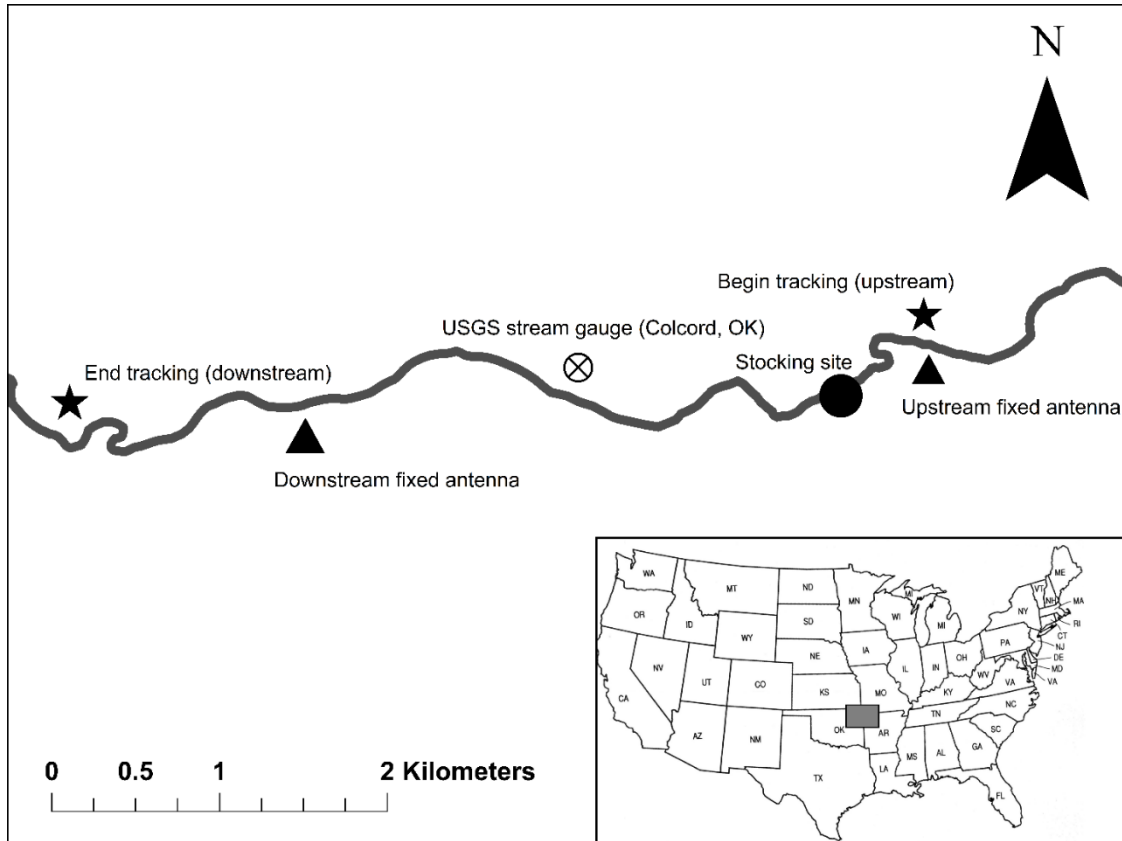 N
Begin tracking (upstream)
USGS stream gauge (Colcord, OK)
Stocking site
End tracking (downstream)
Upstream fixed antenna
Downstream fixed antenna
0 0.5 1 2 Kilometers
WA
MT
ND
MN
ME
VT
NH
MA
OR
ID
SD
WI
MI
NY
RI
WY
MI
CT
NJ
PA
IA
NE
DE
NV
IL
IN
OH
MD
UT
WV
VA
VA
CO
KS
MO
KY
CA
NC
TN
OK
AZ
NM
AR
SC
MS
AL
GA
LA
TX
FL